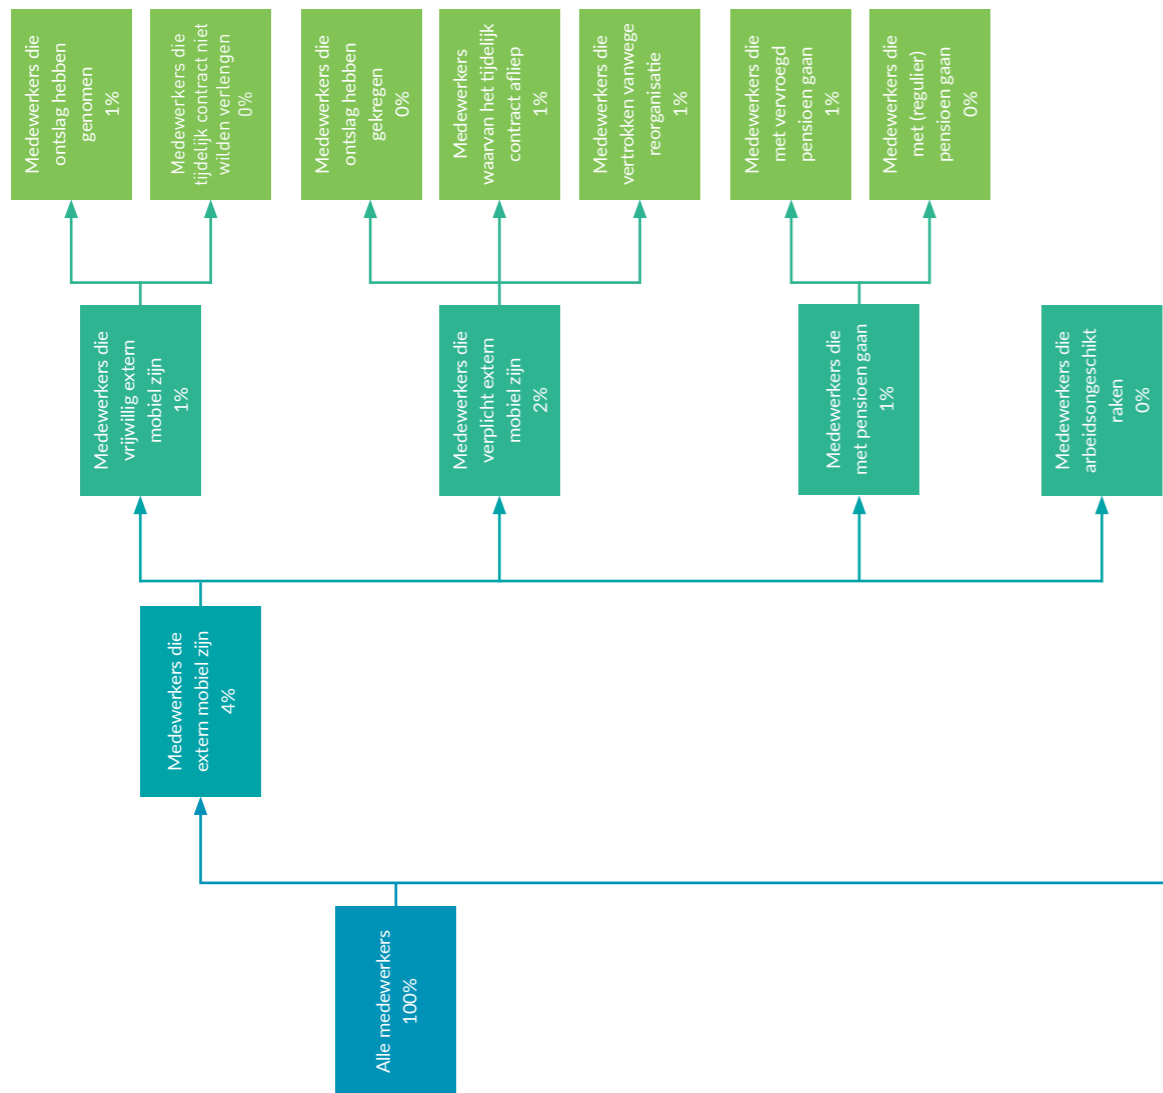 Alle medewerkers
100%
Medewerkers die
extern mobiel zijn
4%
Medewerkers die
vrijwillig extern
mobiel zijn
1%
Medewerkers die
verplicht extern
mobiel zijn
2%
Medewerkers die
met pensioen gaan
1%
Medewerkers die
arbeidsongeschikt
raken
0%
Medewerkers die
ontslag hebben
genomen
1%
Medewerkers die
tijdelijk contract niet
wilden verlengen
0%
Medewerkers die
ontslag hebben
gekregen
0%
Medewerkers
waarvan het tijdelijk
contract afliep
1%
Medewerkers die
vertrokken vanwege
reorganisatie
1%
Medewerkers die
met vervroegd
pensioen gaan
1%
Medewerkers die
met (regulier)
pensioen gaan
0%